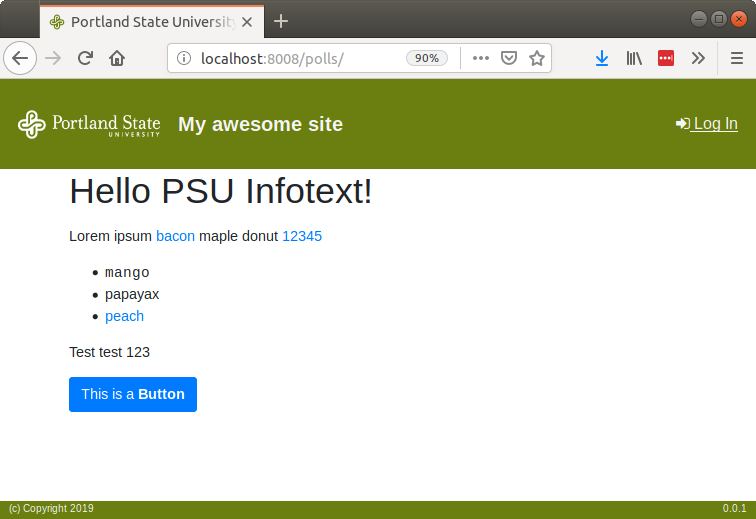 Portland State University
localhost:8008/polls/
90%
Portland State
UNIVERSITY
My awesome site
Log In
Hello PSU Infotext!
Lorem ipsum bacon maple donut 12345
mango
papayax
peach
Test test 123
This is a Button
(c) Copyright 2019
0.0.1